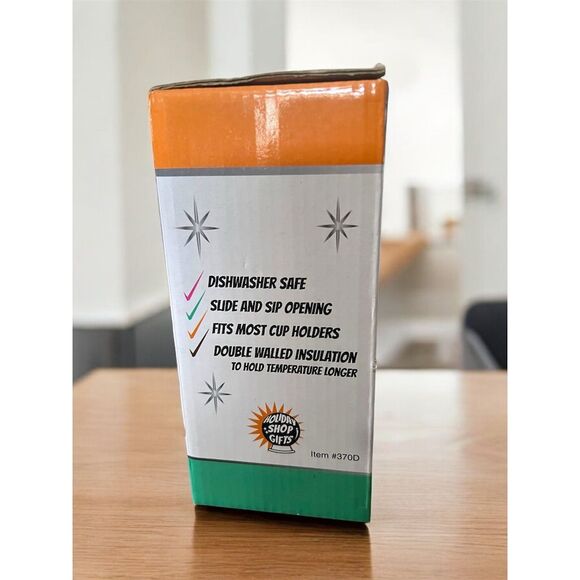 DISHWASHER SAFE
SLIDE AND SIP OPENING
FITS MOST CUP HOLDERS
DOUBLE WALLED INSULATION
TO HOLD TEMPERATURE LONGER
HOLIDAY
SHOP
GIFTS
Item #370D